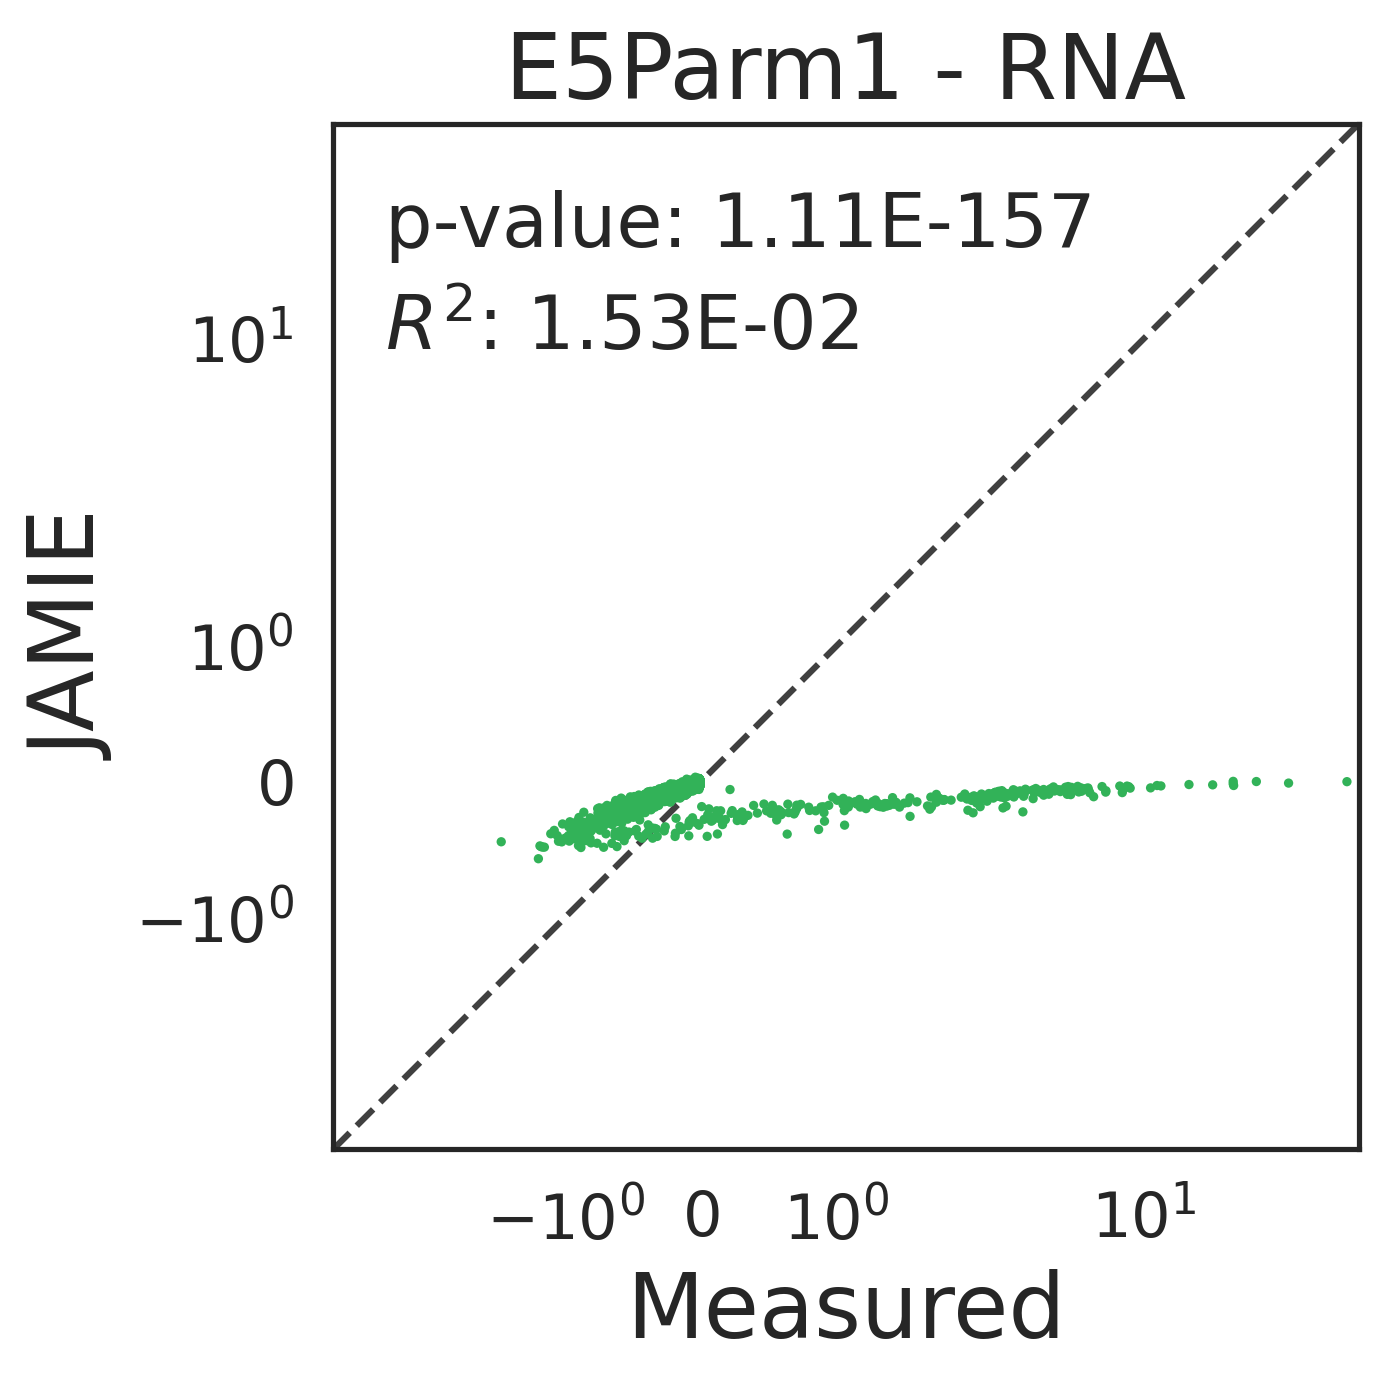 E5Parm1 - RNA
p-value: 1.11E-157
R²: 1.53E-02
10¹
10⁰
0
−10⁰
JAMIE
−10⁰ 0 10⁰ 10¹
Measured